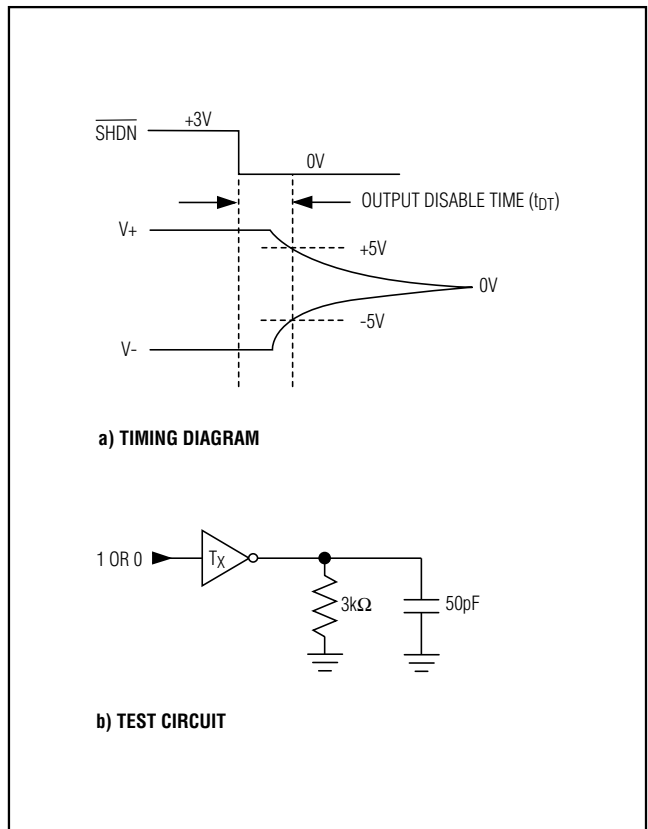 +3V
SHDN
0V
OUTPUT DISABLE TIME (tDT)
V+
+5V
0V
-5V
V-
a) TIMING DIAGRAM
1 OR 0
TX
3kΩ
50pF
b) TEST CIRCUIT